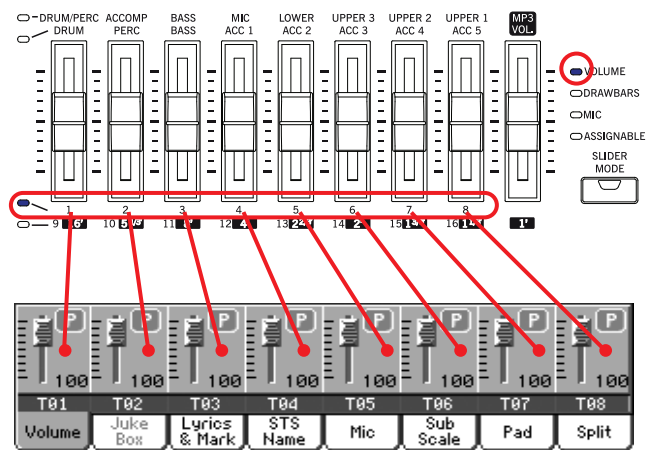 DRUM/PERC ACCOMP BASS MIC LOWER UPPER 3 UPPER 2 UPPER 1 MP3
DRUM PERC BASS ACC 1 ACC 2 ACC 3 ACC 4 ACC 5 VOL.
VOLUME
DRAWBARS
MIC
ASSIGNABLE
SLIDER
MODE
1 2 3 4 5 6 7 8
9 10 11 12 13 14 15 16 1'
P P P P P P P P
100 100 100 100 100 100 100 100
T01 T02 T03 T04 T05 T06 T07 T08
Volume Juke Box Lyrics & Mark STS Name Mic Sub Scale Pad Split